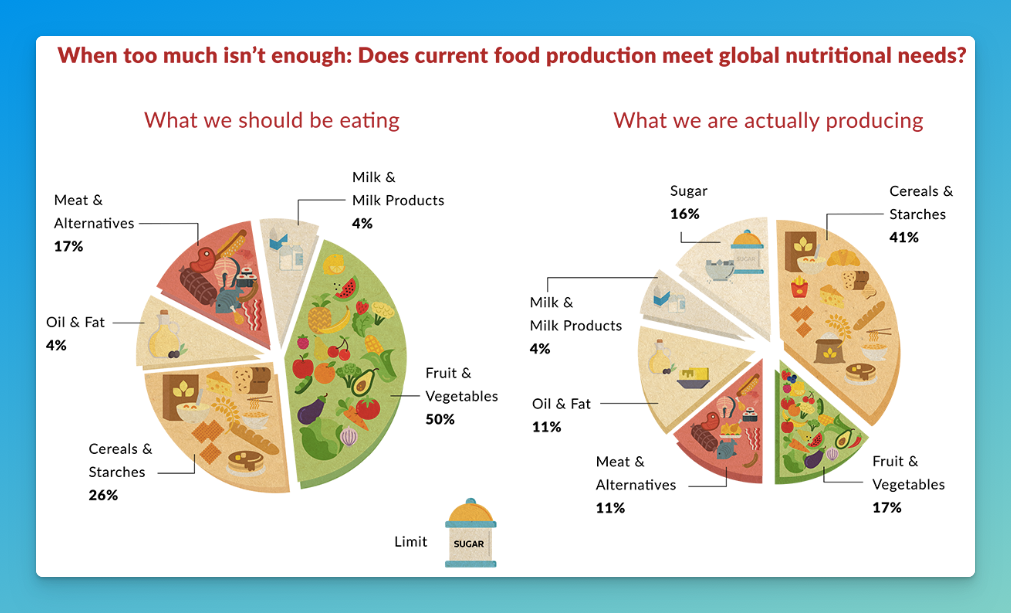 When too much isn't enough: Does current food production meet global nutritional needs?
What we should be eating
Milk &
Milk Products
4%
Meat &
Alternatives
17%
Oil & Fat
4%
Fruit &
Vegetables
50%
Cereals &
Starches
26%
Limit
SUGAR
What we are actually producing
Sugar
16%
SUGAR
Cereals &
Starches
41%
Milk &
Milk Products
4%
Oil & Fat
11%
Meat &
Alternatives
11%
Fruit &
Vegetables
17%